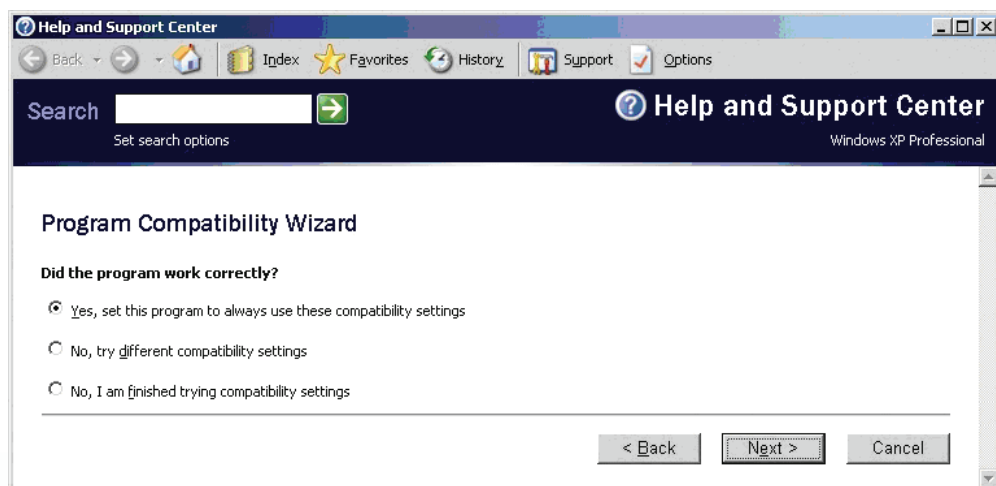 Help and Support Center
Back Index Favorites History Support Options
Search Help and Support Center
Set search options Windows XP Professional
Program Compatibility Wizard
Did the program work correctly?
Yes, set this program to always use these compatibility settings
No, try different compatibility settings
No, I am finished trying compatibility settings
< Back Next > Cancel